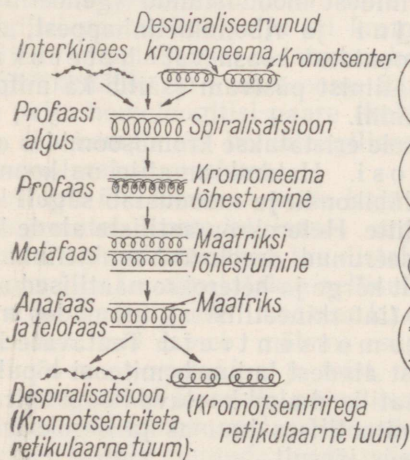 Despiraliseerunud
Interkinees kromoneema Kromotsenter
Profaasi
algus Spiralisatsioon
Profaas Kromoneema
lõhestumine
Metafaas Maatriksi
lõhestumine
Anafaas Maatriks
ja telofaas
Despiralisatsioon
(Kromotsentriteta
retikulaarne tuum).
(Kromotsentritega
retikulaarne tuum)